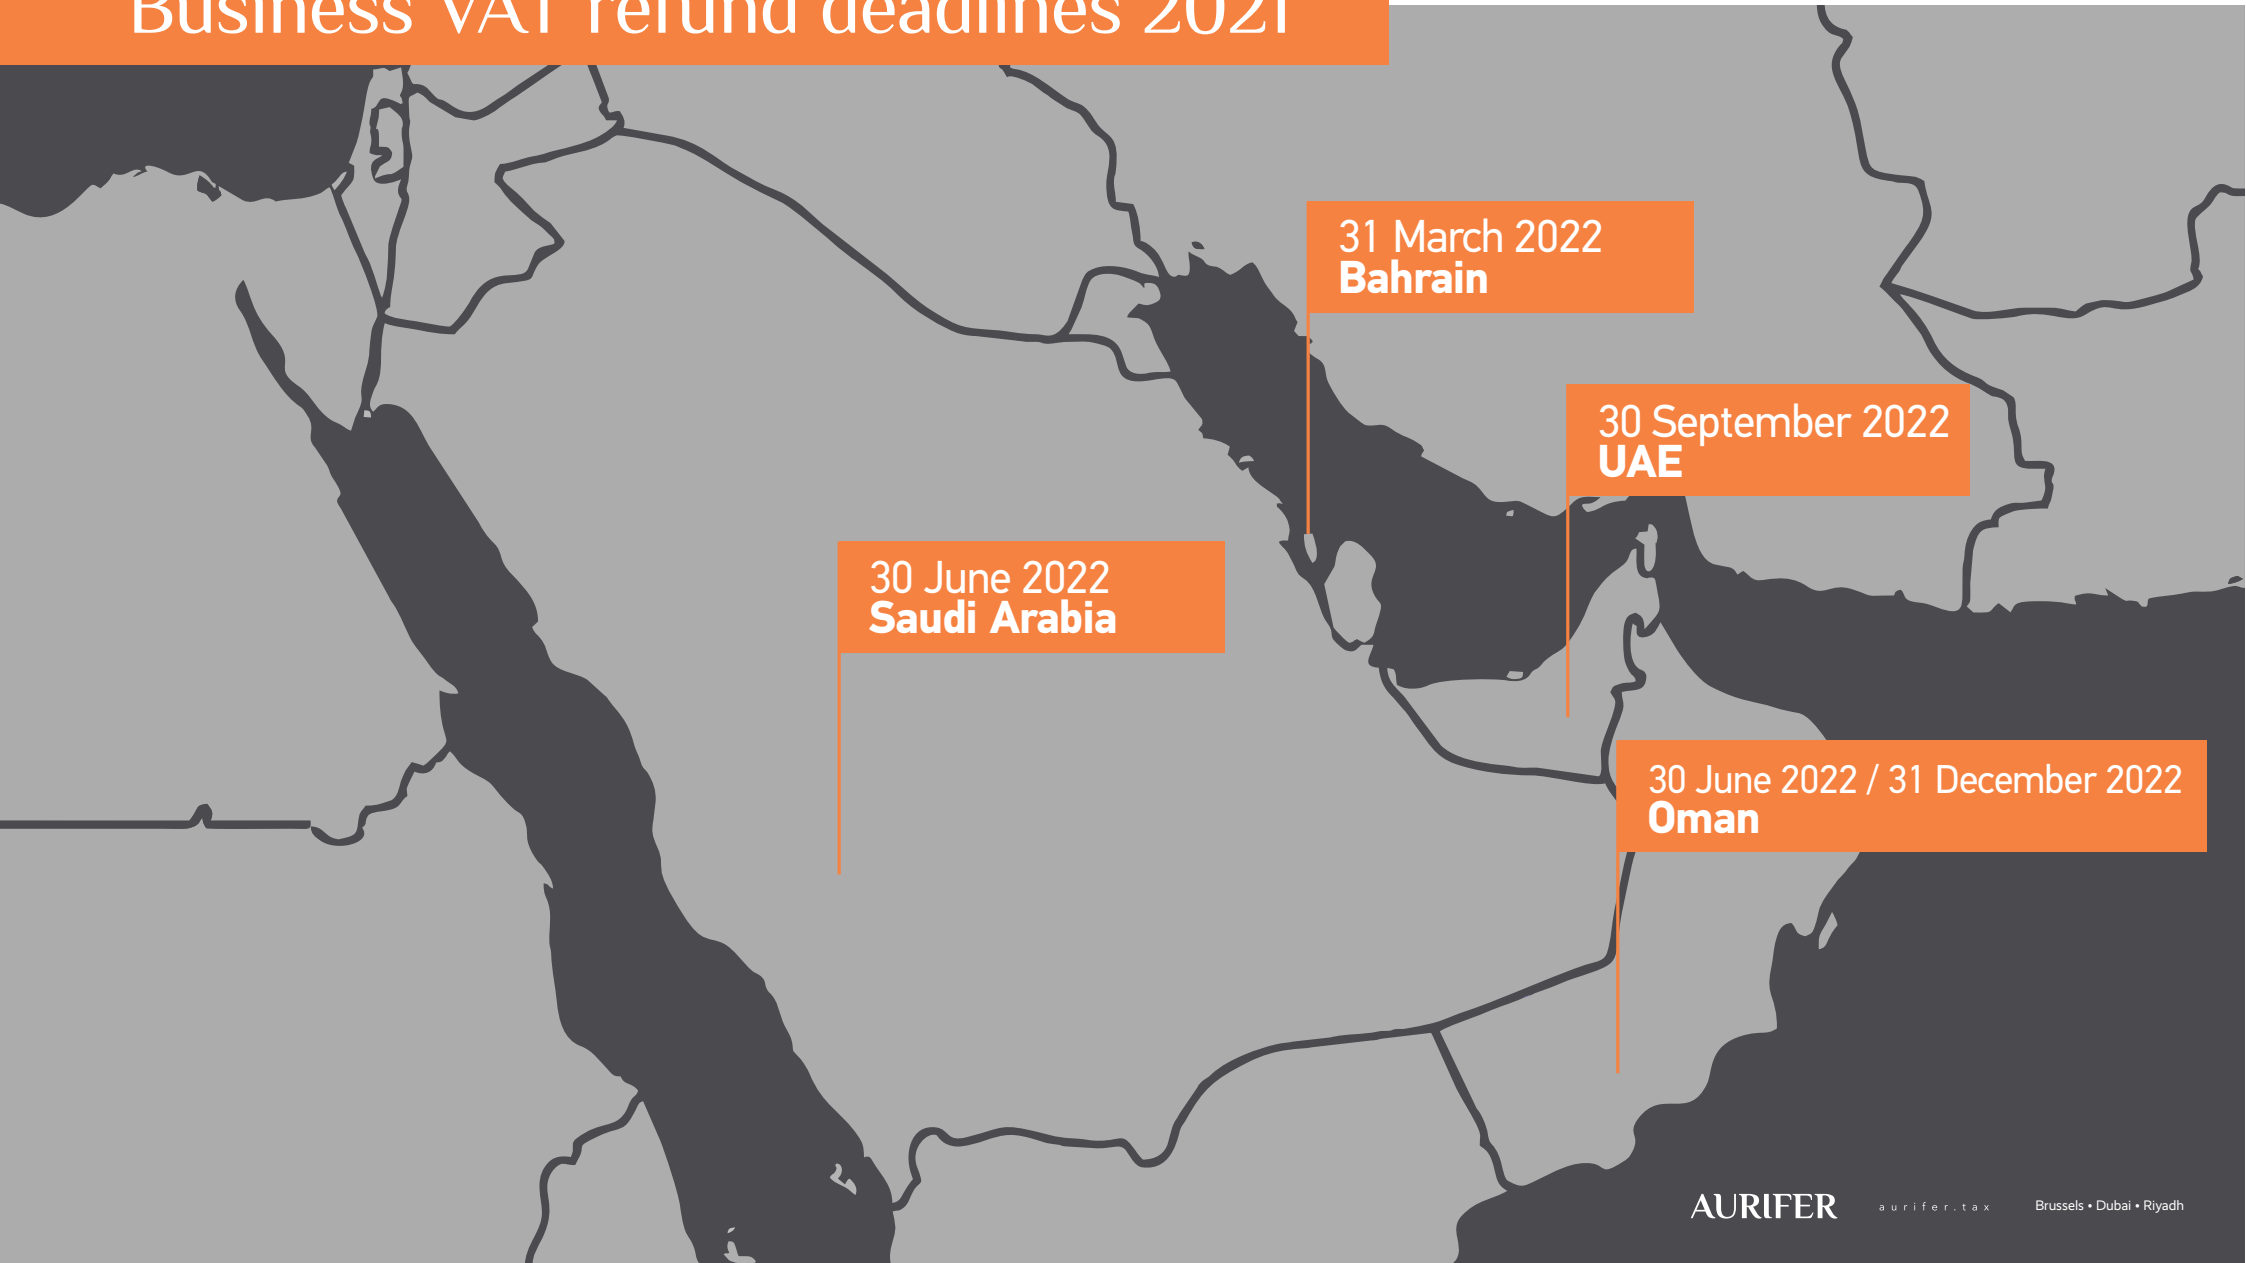 Business VAT refund deadlines 2021
31 March 2022
Bahrain
30 September 2022
UAE
30 June 2022
Saudi Arabia
30 June 2022 / 31 December 2022
Oman
AURIFER
aurifer.tax
Brussels • Dubai • Riyadh